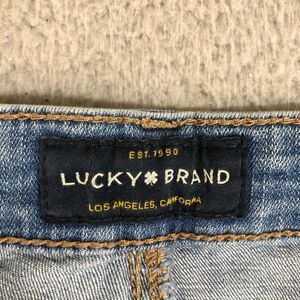 EST. 1990
LUCKY BRAND
LOS ANGELES, CALIFORNIA